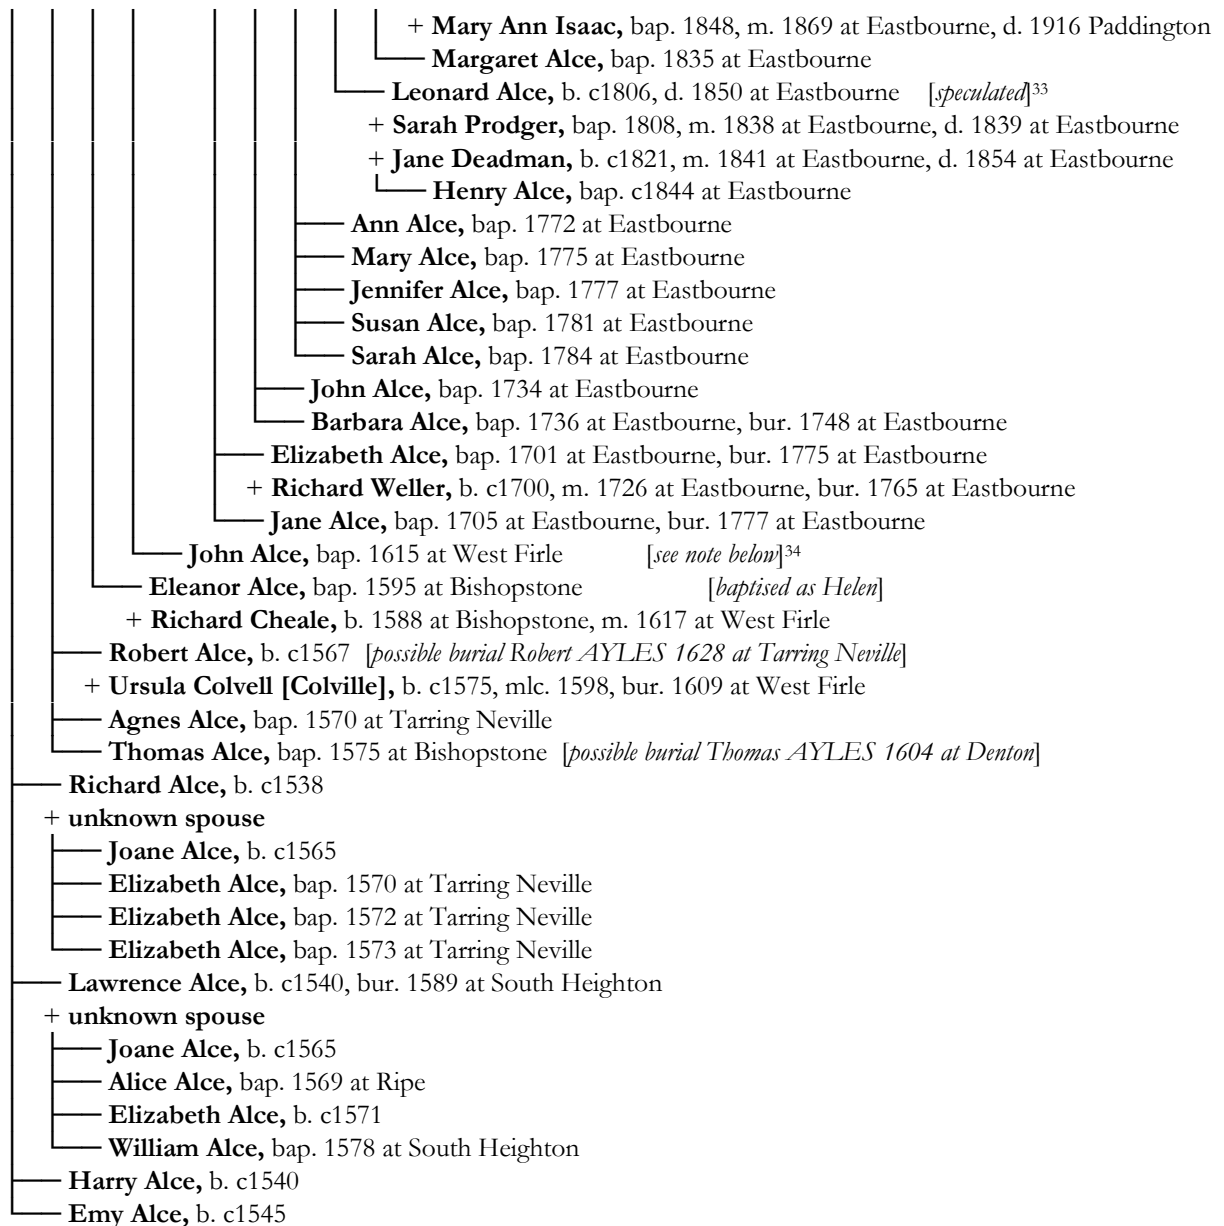 + Mary Ann Isaac, bap. 1848, m. 1869 at Eastbourne, d. 1916 Paddington
Margaret Alce, bap. 1835 at Eastbourne
Leonard Alce, b. c1806, d. 1850 at Eastbourne [speculated]33
+ Sarah Prodger, bap. 1808, m. 1838 at Eastbourne, d. 1839 at Eastbourne
+ Jane Deadman, b. c1821, m. 1841 at Eastbourne, d. 1854 at Eastbourne
Henry Alce, bap. c1844 at Eastbourne
Ann Alce, bap. 1772 at Eastbourne
Mary Alce, bap. 1775 at Eastbourne
Jennifer Alce, bap. 1777 at Eastbourne
Susan Alce, bap. 1781 at Eastbourne
Sarah Alce, bap. 1784 at Eastbourne
John Alce, bap. 1734 at Eastbourne
Barbara Alce, bap. 1736 at Eastbourne, bur. 1748 at Eastbourne
Elizabeth Alce, bap. 1701 at Eastbourne, bur. 1775 at Eastbourne
+ Richard Weller, b. c1700, m. 1726 at Eastbourne, bur. 1765 at Eastbourne
Jane Alce, bap. 1705 at Eastbourne, bur. 1777 at Eastbourne
John Alce, bap. 1615 at West Firle [see note below]34
Eleanor Alce, bap. 1595 at Bishopstone [baptised as Helen]
+ Richard Cheale, b. 1588 at Bishopstone, m. 1617 at West Firle
Robert Alce, b. c1567 [possible burial Robert AYLES 1628 at Tarring Neville]
+ Ursula Colvell [Colville], b. c1575, mlc. 1598, bur. 1609 at West Firle
Agnes Alce, bap. 1570 at Tarring Neville
Thomas Alce, bap. 1575 at Bishopstone [possible burial Thomas AYLES 1604 at Denton]
Richard Alce, b. c1538
+ unknown spouse
Joane Alce, b. c1565
Elizabeth Alce, bap. 1570 at Tarring Neville
Elizabeth Alce, bap. 1572 at Tarring Neville
Elizabeth Alce, bap. 1573 at Tarring Neville
Lawrence Alce, b. c1540, bur. 1589 at South Heighton
+ unknown spouse
Joane Alce, b. c1565
Alice Alce, bap. 1569 at Ripe
Elizabeth Alce, b. c1571
William Alce, bap. 1578 at South Heighton
Harry Alce, b. c1540
Emy Alce, b. c1545